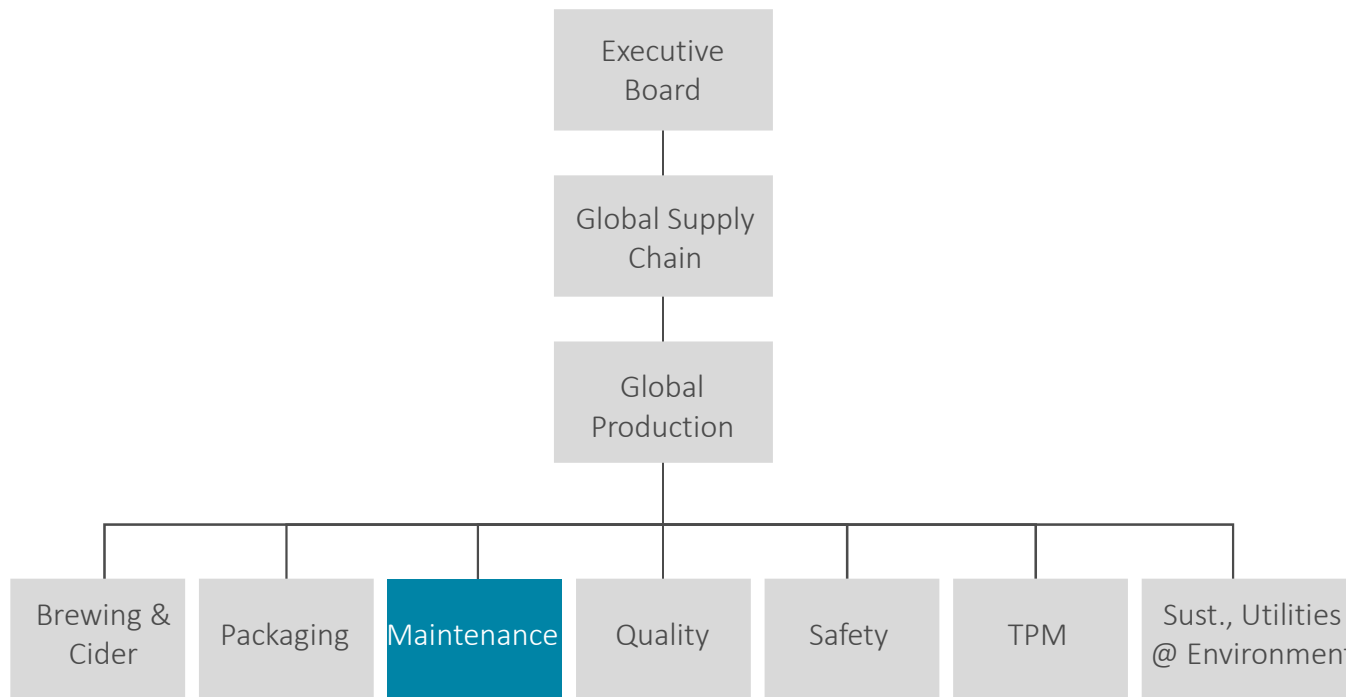 Executive
Board
Global Supply
Chain
Global
Production
Brewing &
Cider
Packaging
Maintenance
Quality
Safety
TPM
Sust., Utilities
@ Environment